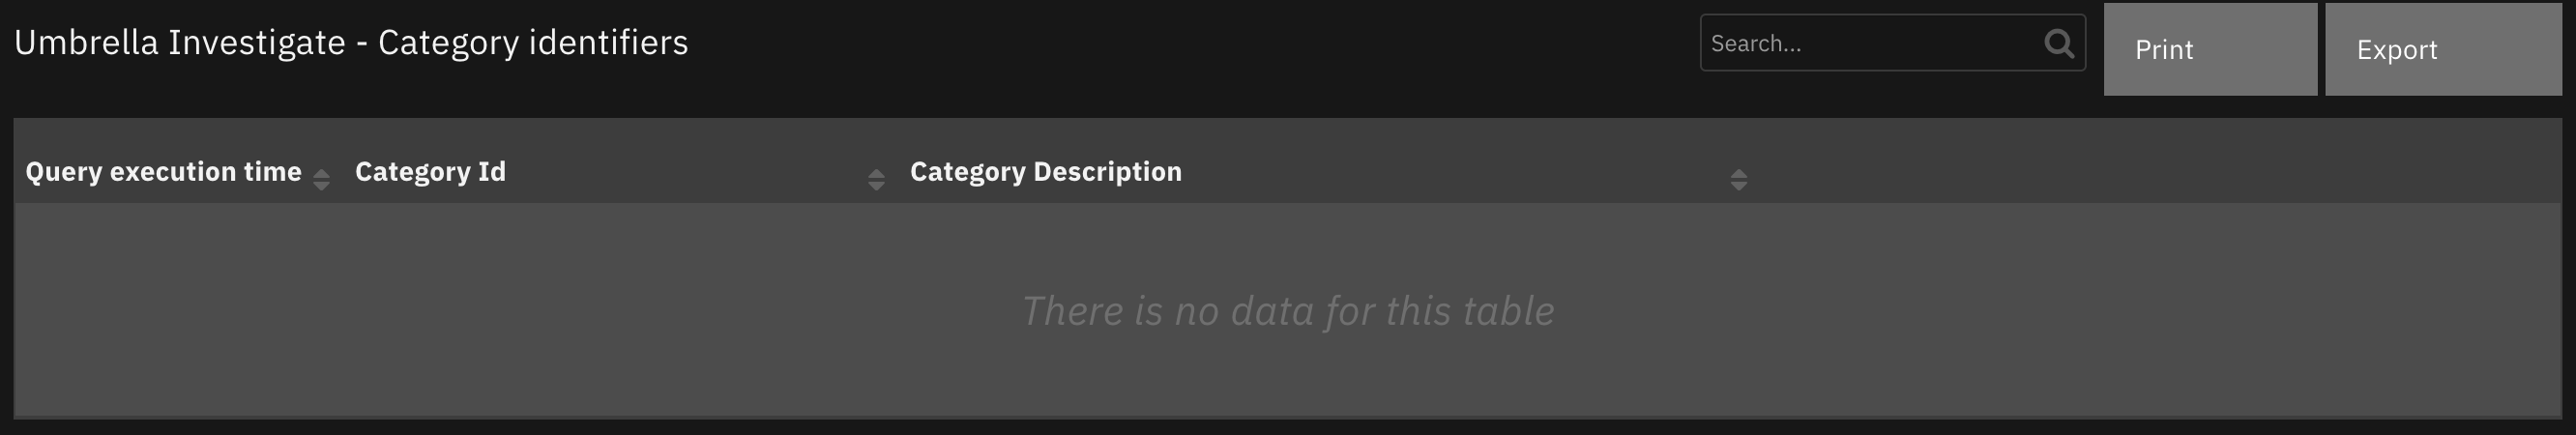 Umbrella Investigate - Category identifiers
Search...
Print
Export
Query execution time
Category Id
Category Description
There is no data for this table